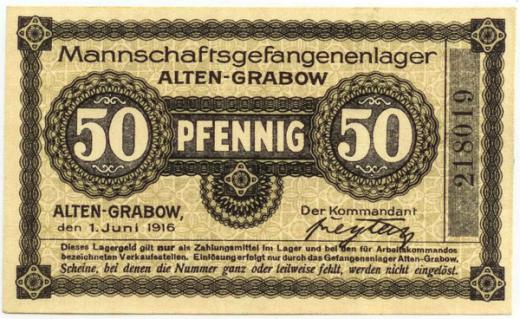 Mannschaftsgefangenenlager
ALTEN-GRABOW
50 PFENNIG 50
218019
ALTEN-GRABOW,
den 1. Juni 1916
Der Kommandant
Dieses Lagergeld gilt nur als Zahlungsmittel im Lager und bei den für Arbeitskommandos
bezeichneten Verkaufsstellen. Einlösung erfolgt nur durch das Gefangenenlager Alten-Grabow.
Scheine, bei denen die Nummer ganz oder teilweise fehlt, werden nicht eingelöst.